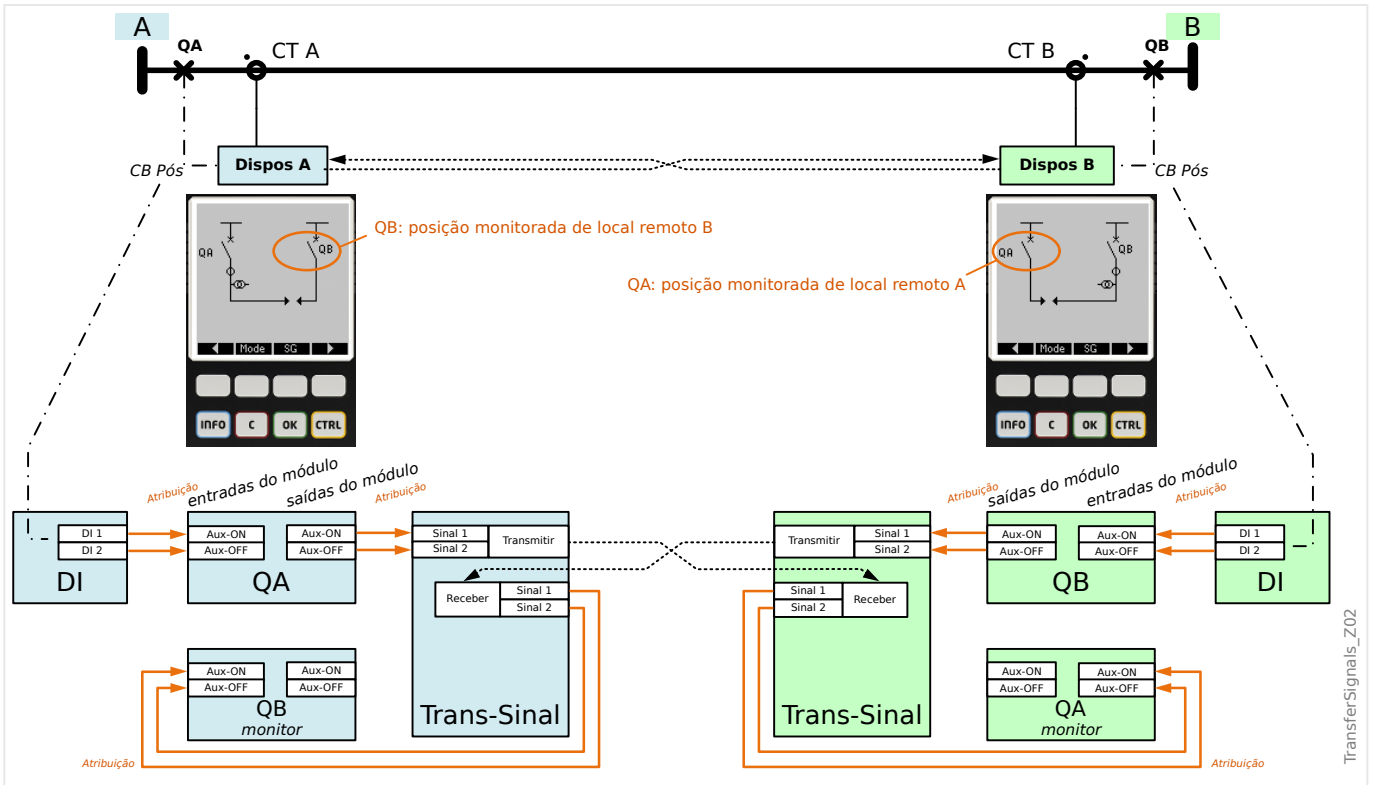 A
B
QA
CT A
CT B
QB
CB Pós
Dispos A
Dispos B
CB Pós
QA
QB
QB: posição monitorada de local remoto B
QA
QB
QA: posição monitorada de local remoto A
Mode
SG
Mode
SG
INFO
C
OK
CTRL
INFO
C
OK
CTRL
Atribuição
entradas do módulo
saídas do módulo
Atribuição
Atribuição
saídas do módulo
entradas do módulo
Atribuição
DI 1
DI 2
DI
Aux-ON
Aux-OFF
Aux-ON
Aux-OFF
QA
Sinal 1
Sinal 2
Transmitir
Receber
Sinal 1
Sinal 2
Trans-Sinal
Transmitir
Sinal 1
Sinal 2
Sinal 1
Sinal 2
Receber
Trans-Sinal
Aux-ON
Aux-OFF
Aux-ON
Aux-OFF
QB
DI 1
DI 2
DI
Aux-ON
Aux-OFF
Aux-ON
Aux-OFF
QB
monitor
Aux-ON
Aux-OFF
Aux-ON
Aux-OFF
QA
monitor
Atribuição
Atribuição
TransferSignals_Z02